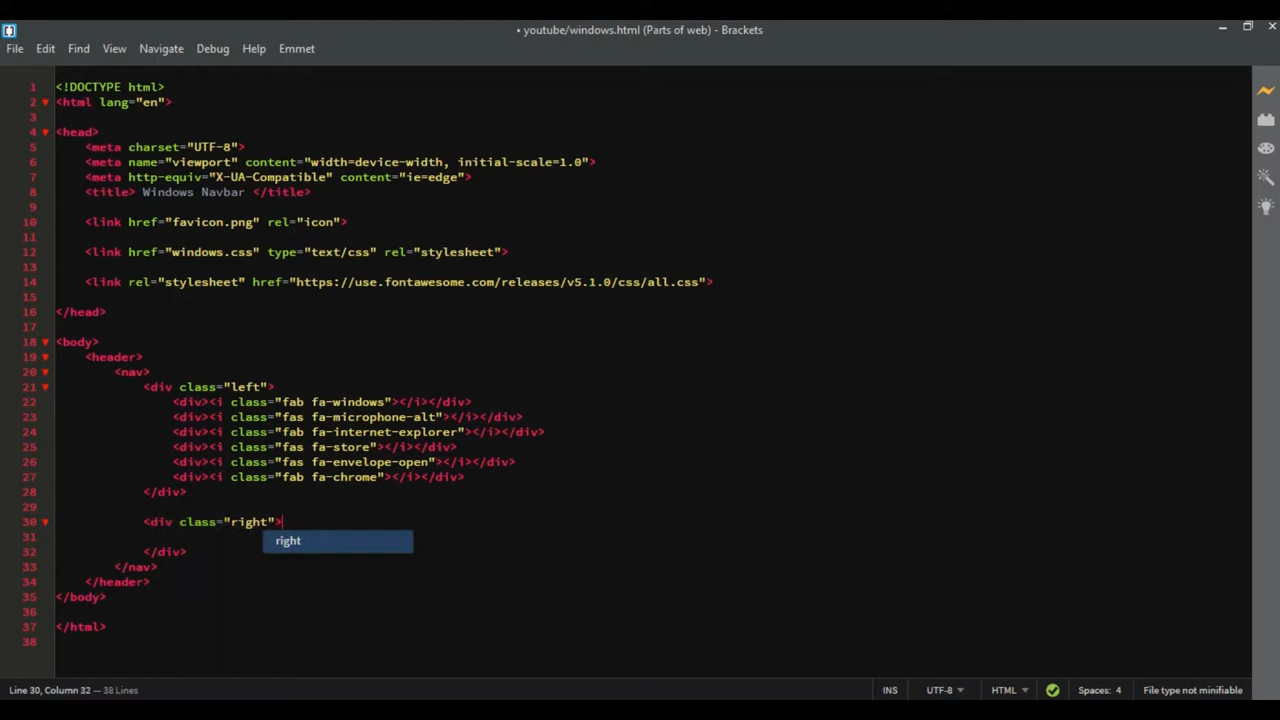 • youtube/windows.html (Parts of web) - Brackets
File Edit Find View Navigate Debug Help Emmet
1 <!DOCTYPE html>
2 <html lang="en">
3
4 <head>
5 <meta charset="UTF-8">
6 <meta name="viewport" content="width=device-width, initial-scale=1.0">
7 <meta http-equiv="X-UA-Compatible" content="ie=edge">
8 <title> Windows Navbar </title>
9
10 <link href="favicon.png" rel="icon">
11
12 <link href="windows.css" type="text/css" rel="stylesheet">
13
14 <link rel="stylesheet" href="https://use.fontawesome.com/releases/v5.1.0/css/all.css">
15
16 </head>
17
18 <body>
19 <header>
20 <nav>
21 <div class="left">
22 <div><i class="fab fa-windows"></i></div>
23 <div><i class="fas fa-microphone-alt"></i></div>
24 <div><i class="fab fa-internet-explorer"></i></div>
25 <div><i class="fas fa-store"></i></div>
26 <div><i class="fas fa-envelope-open"></i></div>
27 <div><i class="fab fa-chrome"></i></div>
28 </div>
29
30 <div class="right">
right
31
32 </div>
33 </nav>
34 </header>
35 </body>
36
37 </html>
38
Line 30, Column 32 — 38 Lines INS UTF-8 HTML Spaces: 4 File type not minifiable